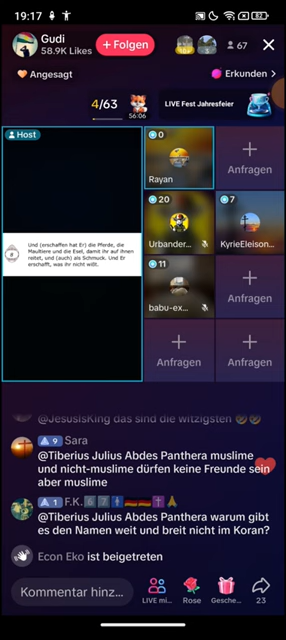 19:17
82
Gudi
58.9K Likes
+ Folgen
67
Angesagt
Erkunden
4/63
56:06
LIVE Fest Jahresfeier
Host
0
Rayan
Anfragen
20
Urbander...
7
KyrieEleison...
Und (erschaffen hat Er) die Pferde, die
Maultiere und die Esel, damit ihr auf ihnen
reitet, und (auch) als Schmuck. Und Er
erschafft, was ihr nicht wißt.
8
11
babu-ex...
Anfragen
Anfragen
Anfragen
@JesusIsKing das sind die witzigsten 🤣🤣
9 Sara
@Tiberius Julius Abdes Panthera muslime
und nicht-muslime dürfen keine Freunde sein
aber muslime
1 F.K.
@Tiberius Julius Abdes Panthera warum gibt
es den Namen weit und breit nicht im Koran?
Econ Eko ist beigetreten
Kommentar hinz...
LIVE mi...
Rose
Gesche...
23